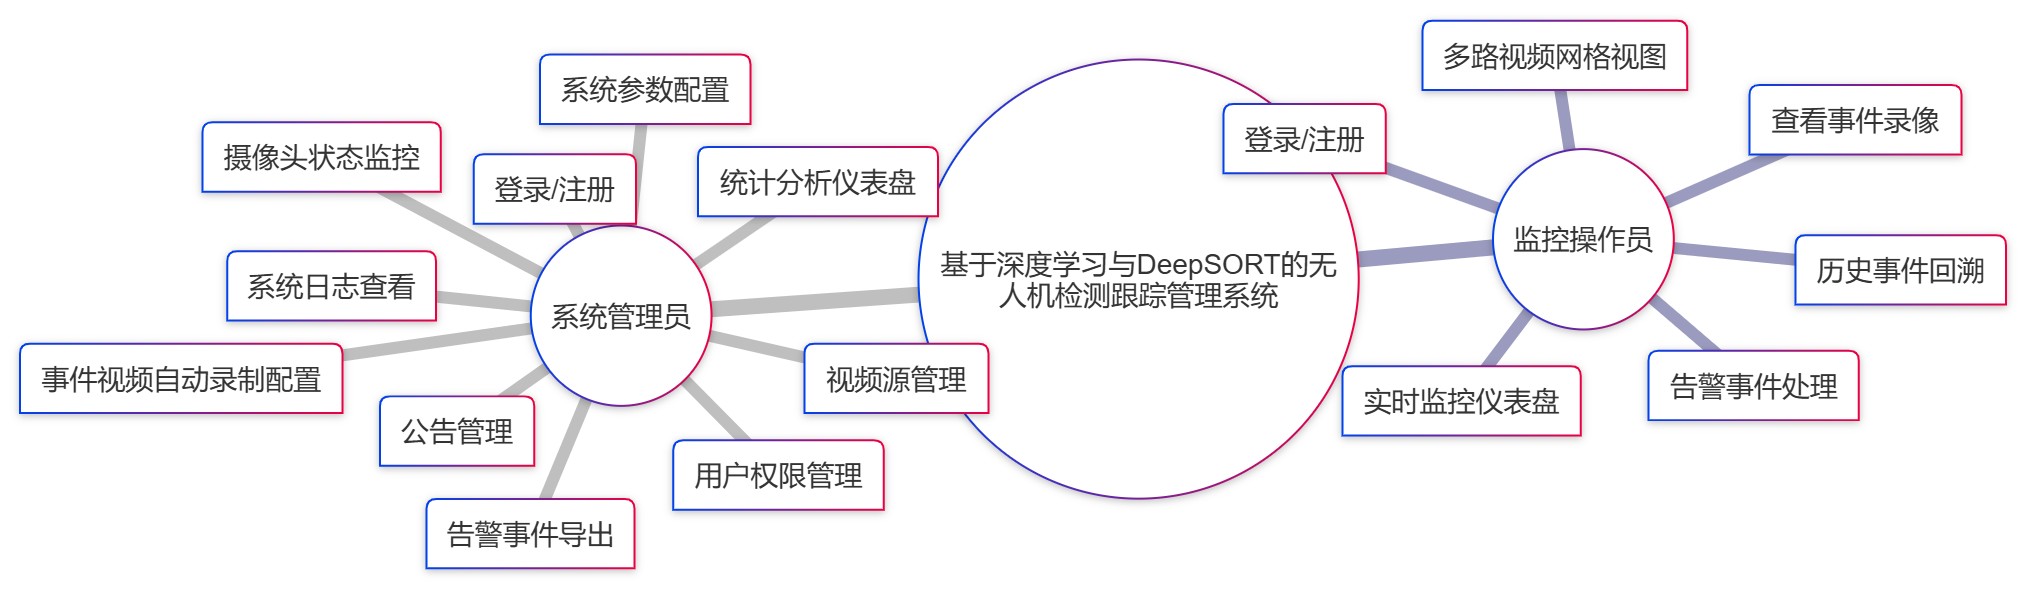 多路视频网格视图
系统参数配置
查看事件录像
登录/注册
摄像头状态监控
统计分析仪表盘
登录/注册
监控操作员
基于深度学习与DeepSORT的无
人机检测跟踪管理系统
历史事件回溯
系统日志查看
系统管理员
事件视频自动录制配置
视频源管理
告警事件处理
实时监控仪表盘
公告管理
用户权限管理
告警事件导出